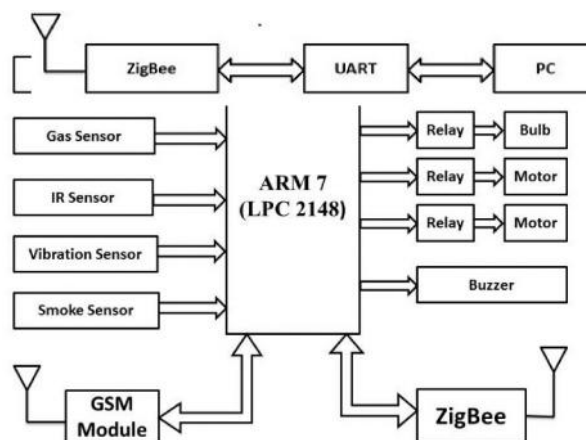 ZigBee
UART
PC
Gas Sensor
IR Sensor
Vibration Sensor
Smoke Sensor
ARM 7
(LPC 2148)
Relay
Bulb
Relay
Motor
Relay
Motor
Buzzer
GSM
Module
ZigBee